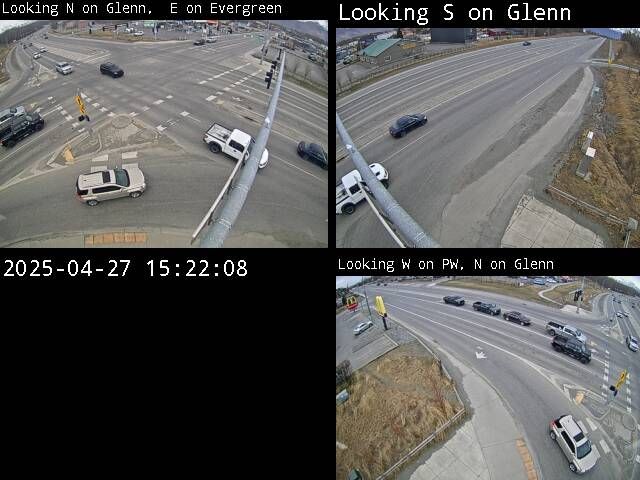 Looking N on Glenn,  E on Evergreen
Looking S on Glenn
2025-04-27 15:22:08
Looking W on PW, N on Glenn